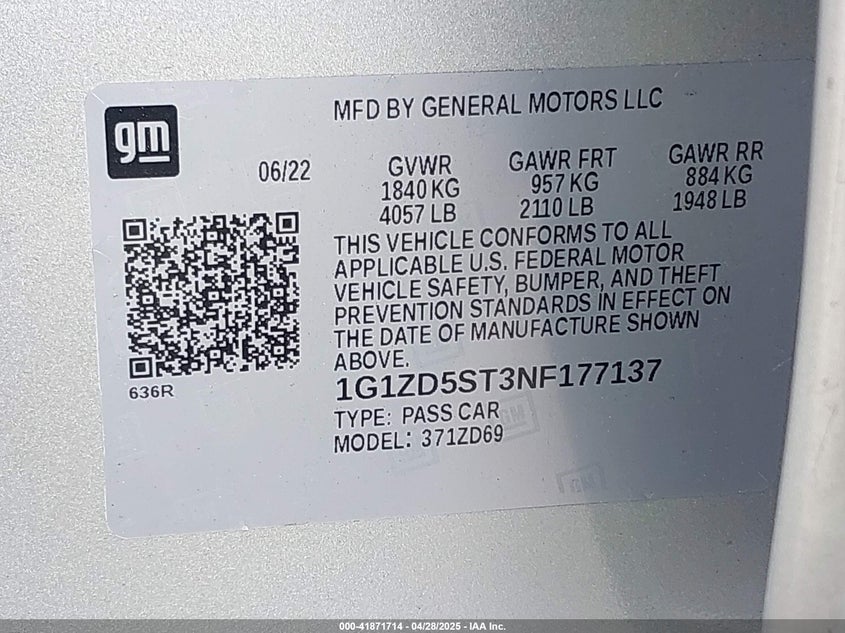 MFD BY GENERAL MOTORS LLC
gm
06/22
GVWR
1840 KG
4057 LB
GAWR FRT
957 KG
2110 LB
GAWR RR
884 KG
1948 LB
THIS VEHICLE CONFORMS TO ALL
APPLICABLE U.S. FEDERAL MOTOR
VEHICLE SAFETY, BUMPER, AND THEFT
PREVENTION STANDARDS IN EFFECT ON
THE DATE OF MANUFACTURE SHOWN
ABOVE.
636R
1G1ZD5ST3NF177137
TYPE: PASS CAR
MODEL: 371ZD69
GM
GM
000-41871714 - 04/28/2025 - IAA Inc.